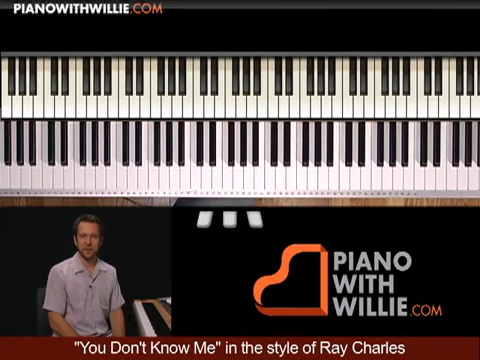 PIANOWITHWILLIE.COM
PIANO
WITH
WILLIE.COM
"You Don't Know Me" in the style of Ray Charles